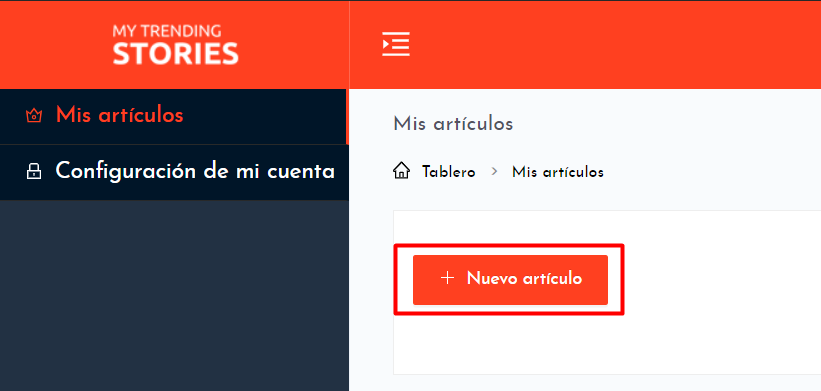 MY TRENDING
STORIES
Mis artículos
Configuración de mi cuenta
Mis artículos
Tablero > Mis artículos
+ Nuevo artículo